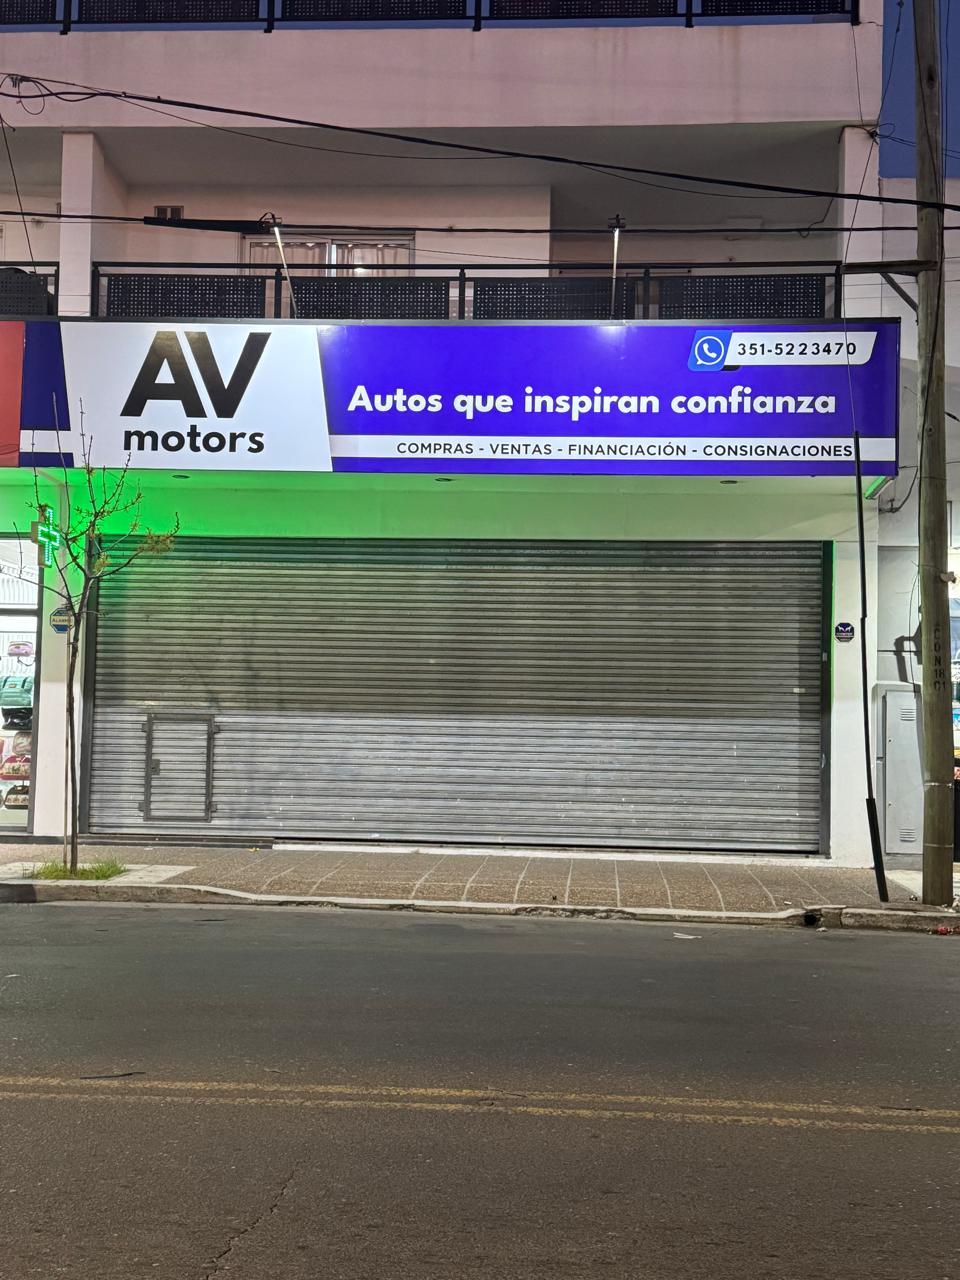 AV
motors
351-5223470
Autos que inspiran confianza
COMPRAS - VENTAS - FINANCIACIÓN - CONSIGNACIONES